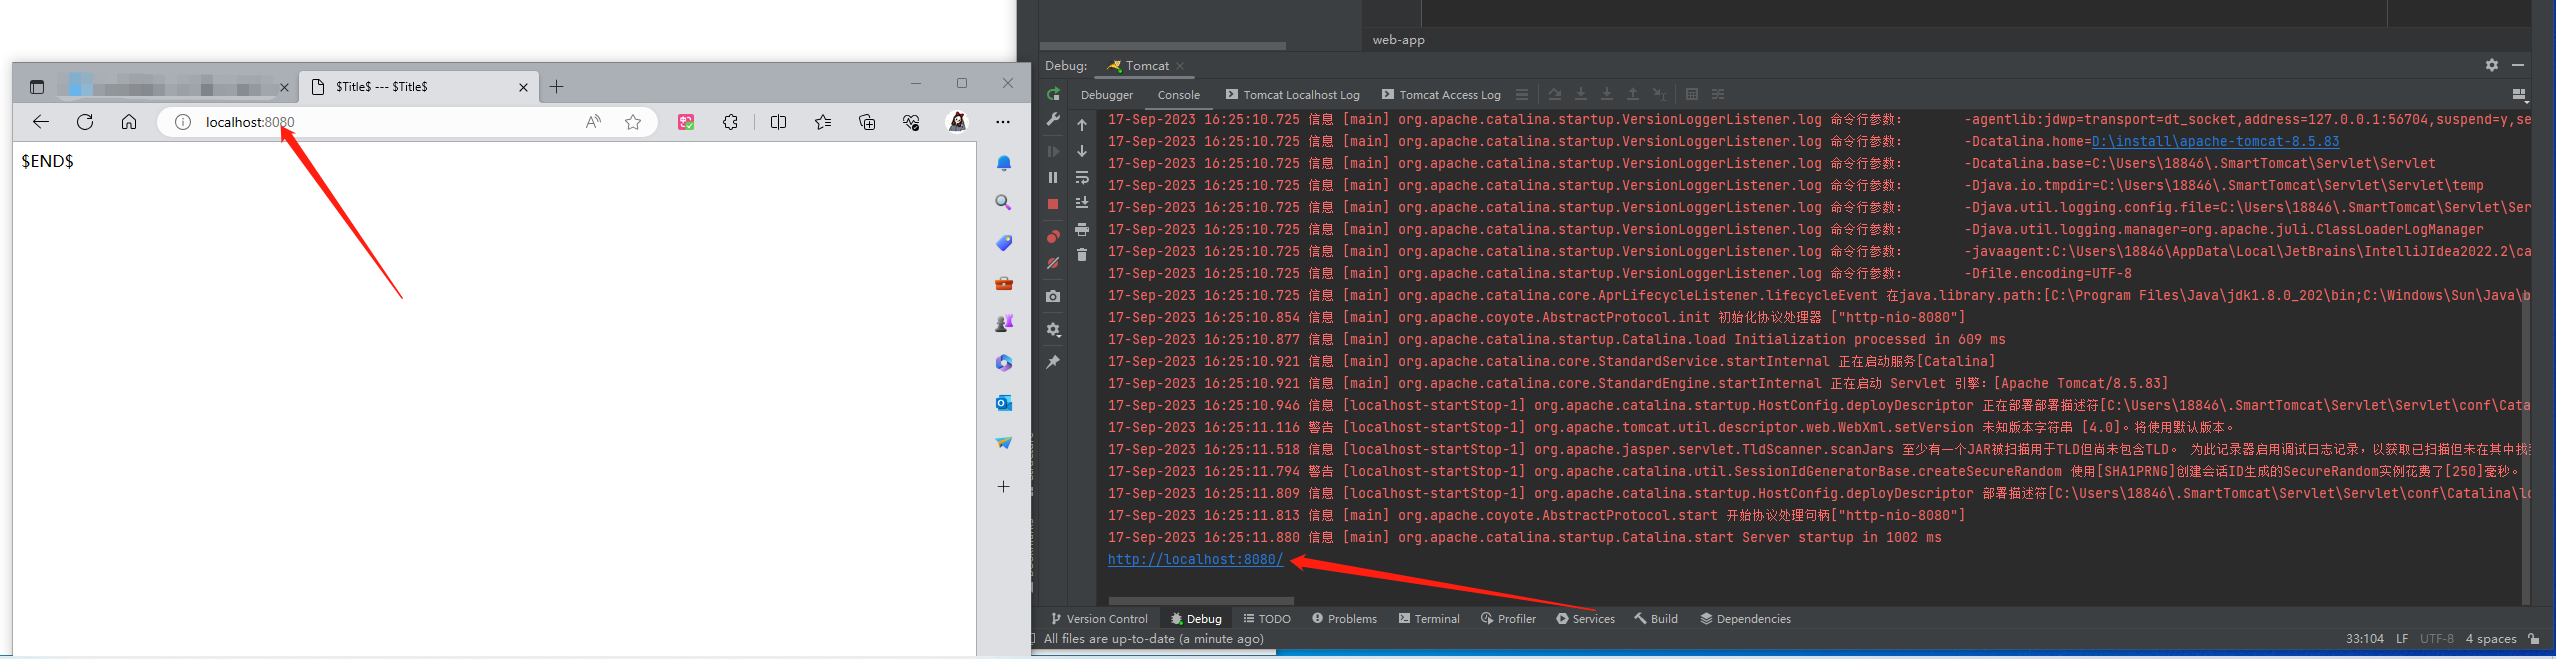 $Title$ --- $Title$
localhost:8080
$END$
web-app
Debug: Tomcat
Debugger Console Tomcat Localhost Log Tomcat Access Log
17-Sep-2023 16:25:10.725 信息 [main] org.apache.catalina.startup.VersionLoggerListener.log 命令行参数: -agentlib:jdwp=transport=dt_socket,address=127.0.0.1:56704,suspend=y,se
17-Sep-2023 16:25:10.725 信息 [main] org.apache.catalina.startup.VersionLoggerListener.log 命令行参数: -Dcatalina.home=D:\install\apache-tomcat-8.5.83
17-Sep-2023 16:25:10.725 信息 [main] org.apache.catalina.startup.VersionLoggerListener.log 命令行参数: -Dcatalina.base=C:\Users\18846\.SmartTomcat\Servlet\Servlet
17-Sep-2023 16:25:10.725 信息 [main] org.apache.catalina.startup.VersionLoggerListener.log 命令行参数: -Djava.io.tmpdir=C:\Users\18846\.SmartTomcat\Servlet\Servlet\temp
17-Sep-2023 16:25:10.725 信息 [main] org.apache.catalina.startup.VersionLoggerListener.log 命令行参数: -Djava.util.logging.config.file=C:\Users\18846\.SmartTomcat\Servlet\Ser
17-Sep-2023 16:25:10.725 信息 [main] org.apache.catalina.startup.VersionLoggerListener.log 命令行参数: -Djava.util.logging.manager=org.apache.juli.ClassLoaderLogManager
17-Sep-2023 16:25:10.725 信息 [main] org.apache.catalina.startup.VersionLoggerListener.log 命令行参数: -javaagent:C:\Users\18846\AppData\Local\JetBrains\IntelliJIdea2022.2\ca
17-Sep-2023 16:25:10.725 信息 [main] org.apache.catalina.startup.VersionLoggerListener.log 命令行参数: -Dfile.encoding=UTF-8
17-Sep-2023 16:25:10.725 信息 [main] org.apache.catalina.core.AprLifecycleListener.lifecycleEvent 在java.library.path:[C:\Program Files\Java\jdk1.8.0_202\bin;C:\Windows\Sun\Java\b
17-Sep-2023 16:25:10.854 信息 [main] org.apache.coyote.AbstractProtocol.init 初始化协议处理器 ["http-nio-8080"]
17-Sep-2023 16:25:10.877 信息 [main] org.apache.catalina.startup.Catalina.load Initialization processed in 609 ms
17-Sep-2023 16:25:10.921 信息 [main] org.apache.catalina.core.StandardService.startInternal 正在启动服务[Catalina]
17-Sep-2023 16:25:10.921 信息 [main] org.apache.catalina.core.StandardEngine.startInternal 正在启动 Servlet 引擎：[Apache Tomcat/8.5.83]
17-Sep-2023 16:25:10.946 信息 [localhost-startStop-1] org.apache.catalina.startup.HostConfig.deployDescriptor 正在部署部署描述符[C:\Users\18846\.SmartTomcat\Servlet\Servlet\conf\Cata
17-Sep-2023 16:25:11.116 警告 [localhost-startStop-1] org.apache.tomcat.util.descriptor.web.WebXml.setVersion 未知版本字符串 [4.0]。将使用默认版本。
17-Sep-2023 16:25:11.518 信息 [localhost-startStop-1] org.apache.jasper.servlet.TldScanner.scanJars 至少有一个JAR被扫描用于TLD但尚未包含TLD。 为此记录器启用调试日志记录，以获取已扫描但未在其中找
17-Sep-2023 16:25:11.794 警告 [localhost-startStop-1] org.apache.catalina.util.SessionIdGeneratorBase.createSecureRandom 使用[SHA1PRNG]创建会话ID生成的SecureRandom实例花费了[250]毫秒。
17-Sep-2023 16:25:11.809 信息 [localhost-startStop-1] org.apache.catalina.startup.HostConfig.deployDescriptor 部署描述符[C:\Users\18846\.SmartTomcat\Servlet\Servlet\conf\Catalina\lo
17-Sep-2023 16:25:11.813 信息 [main] org.apache.coyote.AbstractProtocol.start 开始协议处理句柄["http-nio-8080"]
17-Sep-2023 16:25:11.880 信息 [main] org.apache.catalina.startup.Catalina.start Server startup in 1002 ms
http://localhost:8080/
Version Control Debug TODO Problems Terminal Profiler Services Build Dependencies
All files are up-to-date (a minute ago) 33:104 LF UTF-8 4 spaces